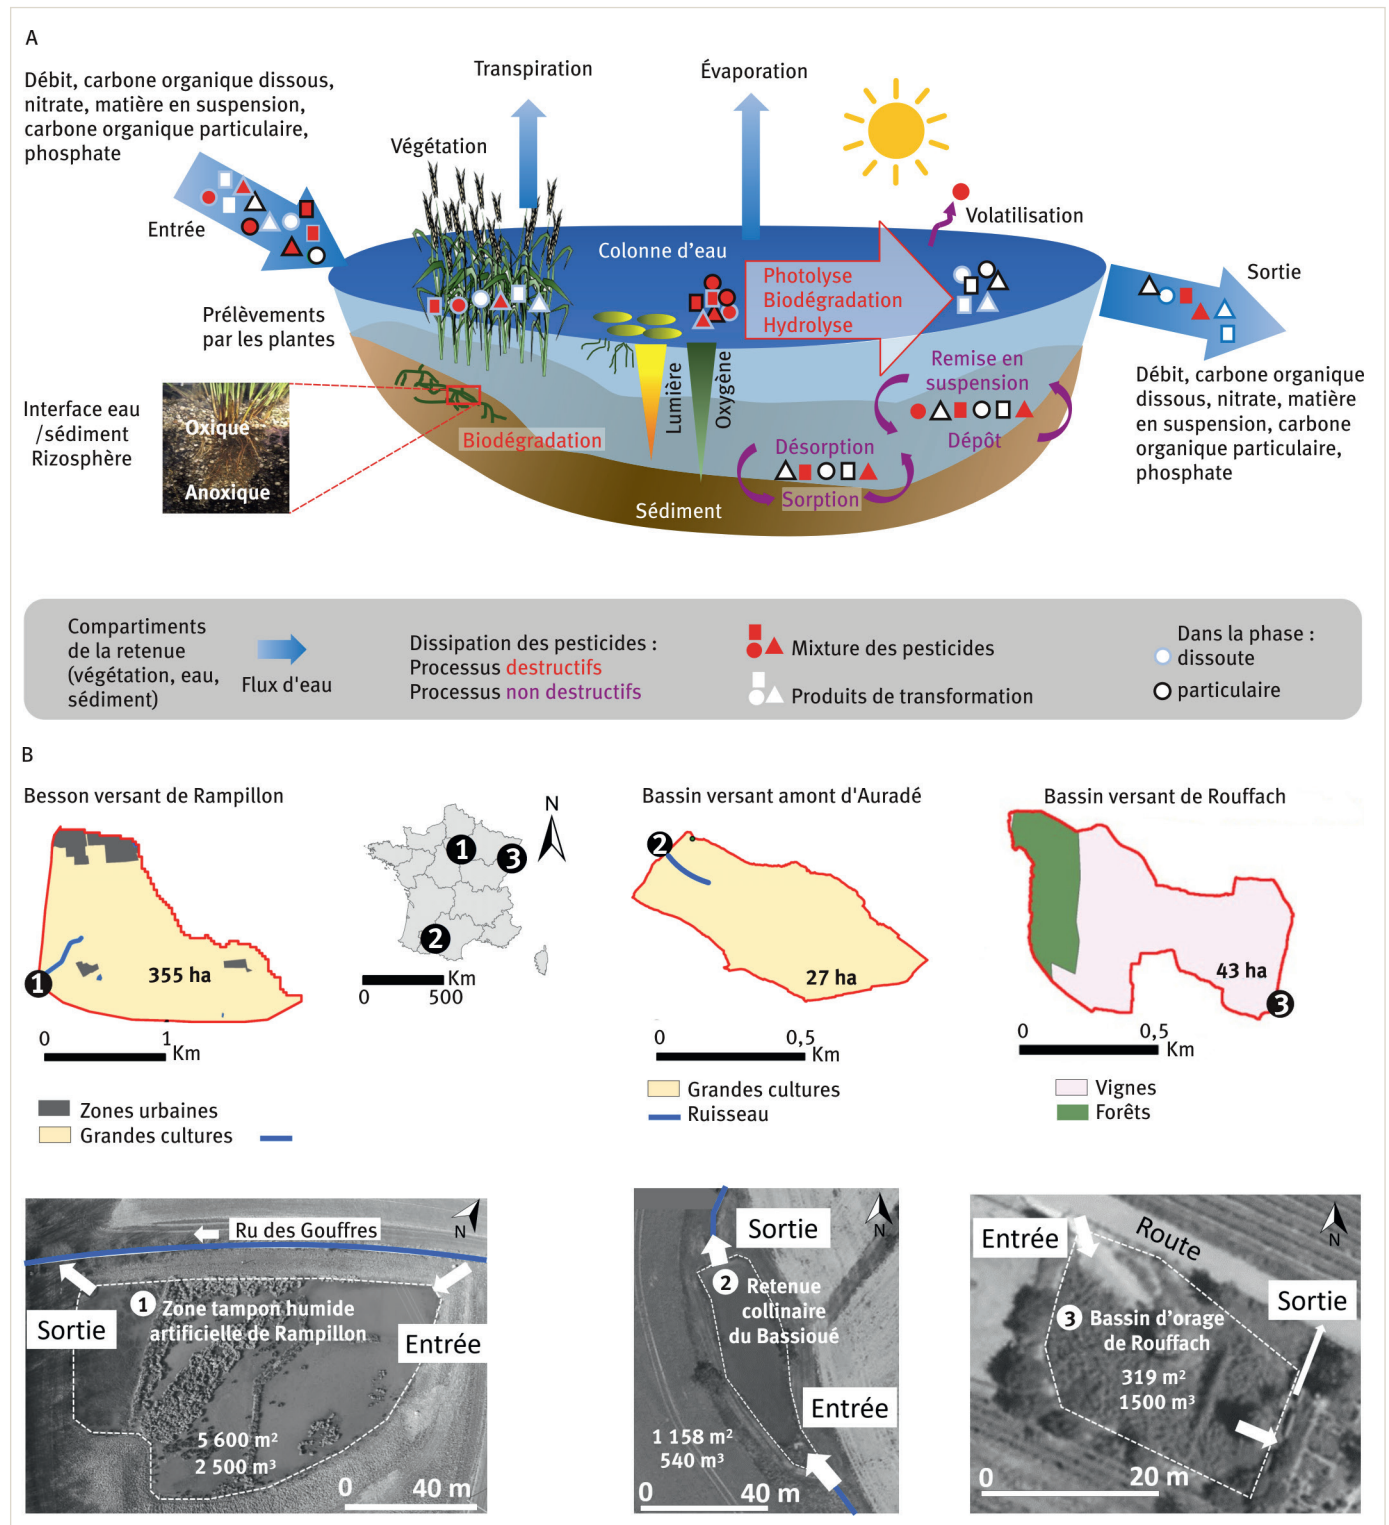 A
Débit, carbone organique dissous,
nitrate, matière en suspension,
carbone organique particulaire,
phosphate
Transpiration
Évaporation
Végétation
Entrée
Volatilisation
Colonne d'eau
Photolyse
Biodégradation
Hydrolyse
Sortie
Prélèvements
par les plantes
Interface eau
/sédiment
Rizosphère
Oxique
Anoxique
Biodégradation
Lumière
Oxygène
Remise en
suspension
Dépôt
Désorption
Sorption
Sédiment
Débit, carbone organique
dissous, nitrate, matière
en suspension, carbone
organique particulaire,
phosphate
Compartiments
de la retenue
(végétation, eau,
sédiment)
Flux d'eau
Dissipation des pesticides :
Processus destructifs
Processus non destructifs
Mixture des pesticides
Produits de transformation
Dans la phase :
dissoute
particulaire
B
Besson versant de Rampillon
355 ha
1
0 1
Km
Zones urbaines
Grandes cultures
N
1
3
2
Km
0 500
Bassin versant amont d'Auradé
2
27 ha
0 0,5
Km
Grandes cultures
Ruisseau
Bassin versant de Rouffach
43 ha
3
0 0,5
Km
Vignes
Forêts
Ru des Gouffres
N
Sortie
1 Zone tampon humide
artificielle de Rampillon
Entrée
5 600 m²
2 500 m³
0 40 m
N
Sortie
2 Retenue
collinaire
du Bassioué
Entrée
1 158 m²
540 m³
0 40 m
Entrée
Route
N
Sortie
3 Bassin d'orage
de Rouffach
319 m²
1500 m³
0 20 m